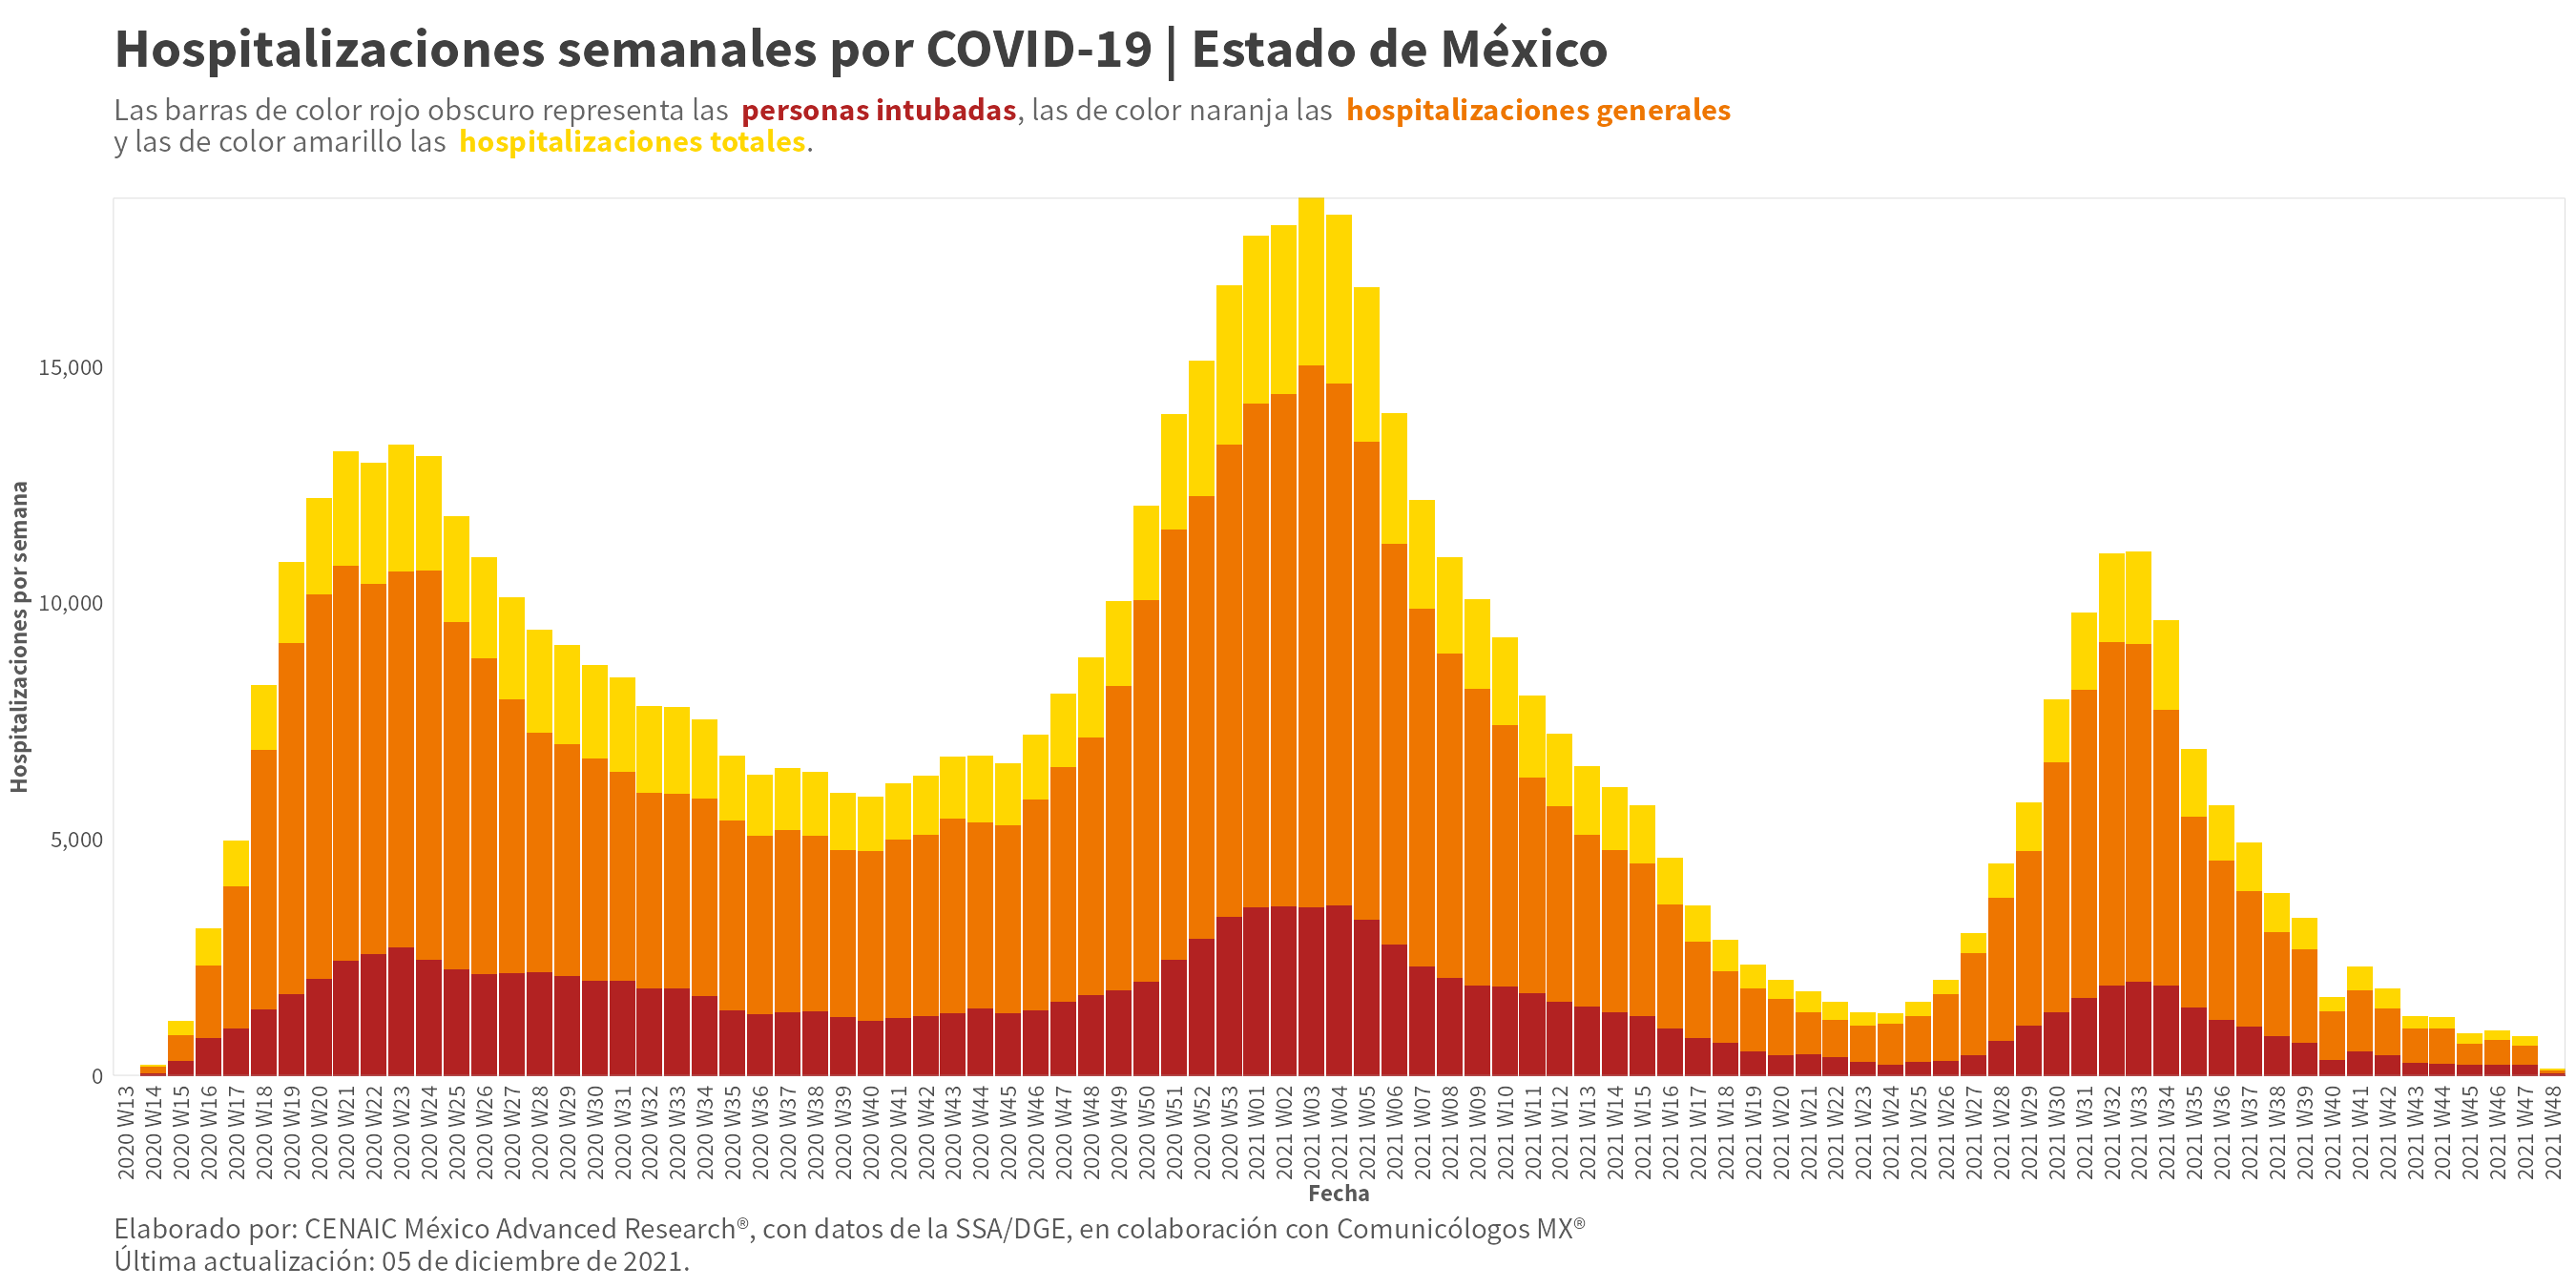 Hospitalizaciones semanales por COVID-19 | Estado de México
Las barras de color rojo obscuro representa las personas intubadas, las de color naranja las hospitalizaciones generales
y las de color amarillo las hospitalizaciones totales.
Hospitalizaciones por semana
15,000
10,000
5,000
0
2020 W13
2020 W14
2020 W15
2020 W16
2020 W17
2020 W18
2020 W19
2020 W20
2020 W21
2020 W22
2020 W23
2020 W24
2020 W25
2020 W26
2020 W27
2020 W28
2020 W29
2020 W30
2020 W31
2020 W32
2020 W33
2020 W34
2020 W35
2020 W36
2020 W37
2020 W38
2020 W39
2020 W40
2020 W41
2020 W42
2020 W43
2020 W44
2020 W45
2020 W46
2020 W47
2020 W48
2020 W49
2020 W50
2020 W51
2020 W52
2020 W53
2021 W01
2021 W02
2021 W03
2021 W04
2021 W05
2021 W06
2021 W07
2021 W08
2021 W09
2021 W10
2021 W11
2021 W12
2021 W13
2021 W14
2021 W15
2021 W16
2021 W17
2021 W18
2021 W19
2021 W20
2021 W21
2021 W22
2021 W23
2021 W24
2021 W25
2021 W26
2021 W27
2021 W28
2021 W29
2021 W30
2021 W31
2021 W32
2021 W33
2021 W34
2021 W35
2021 W36
2021 W37
2021 W38
2021 W39
2021 W40
2021 W41
2021 W42
2021 W43
2021 W44
2021 W45
2021 W46
2021 W47
2021 W48
Fecha
Elaborado por: CENAIC México Advanced Research®, con datos de la SSA/DGE, en colaboración con Comunicólogos MX®
Última actualización: 05 de diciembre de 2021.